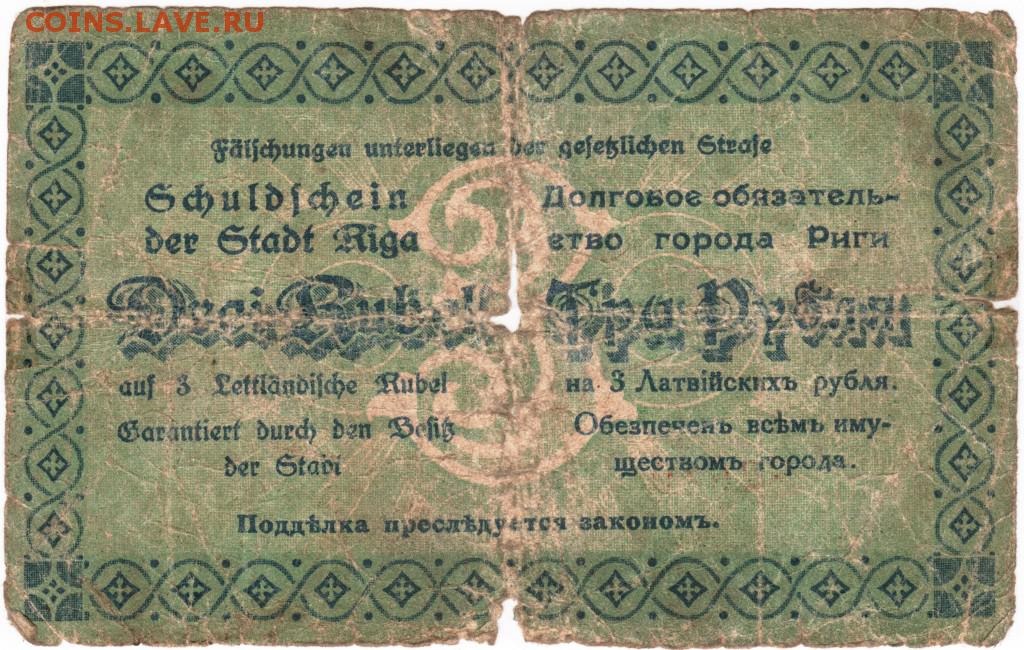 COINS.LAVE.RU
Fälschungen unterliegen der gesetzlichen Strafe
Schuldschein
der Stadt Riga
Drei Rubel
auf 3 Lettländische Rubel
Garantiert durch den Besitz
der Stadt
Долговое обязатель-
ство города Риги
Три Рубля
на 3 Латвійскихъ рубля.
Обезпеченъ всѣмъ иму-
ществомъ города.
3
Поддѣлка преслѣдуется закономъ.